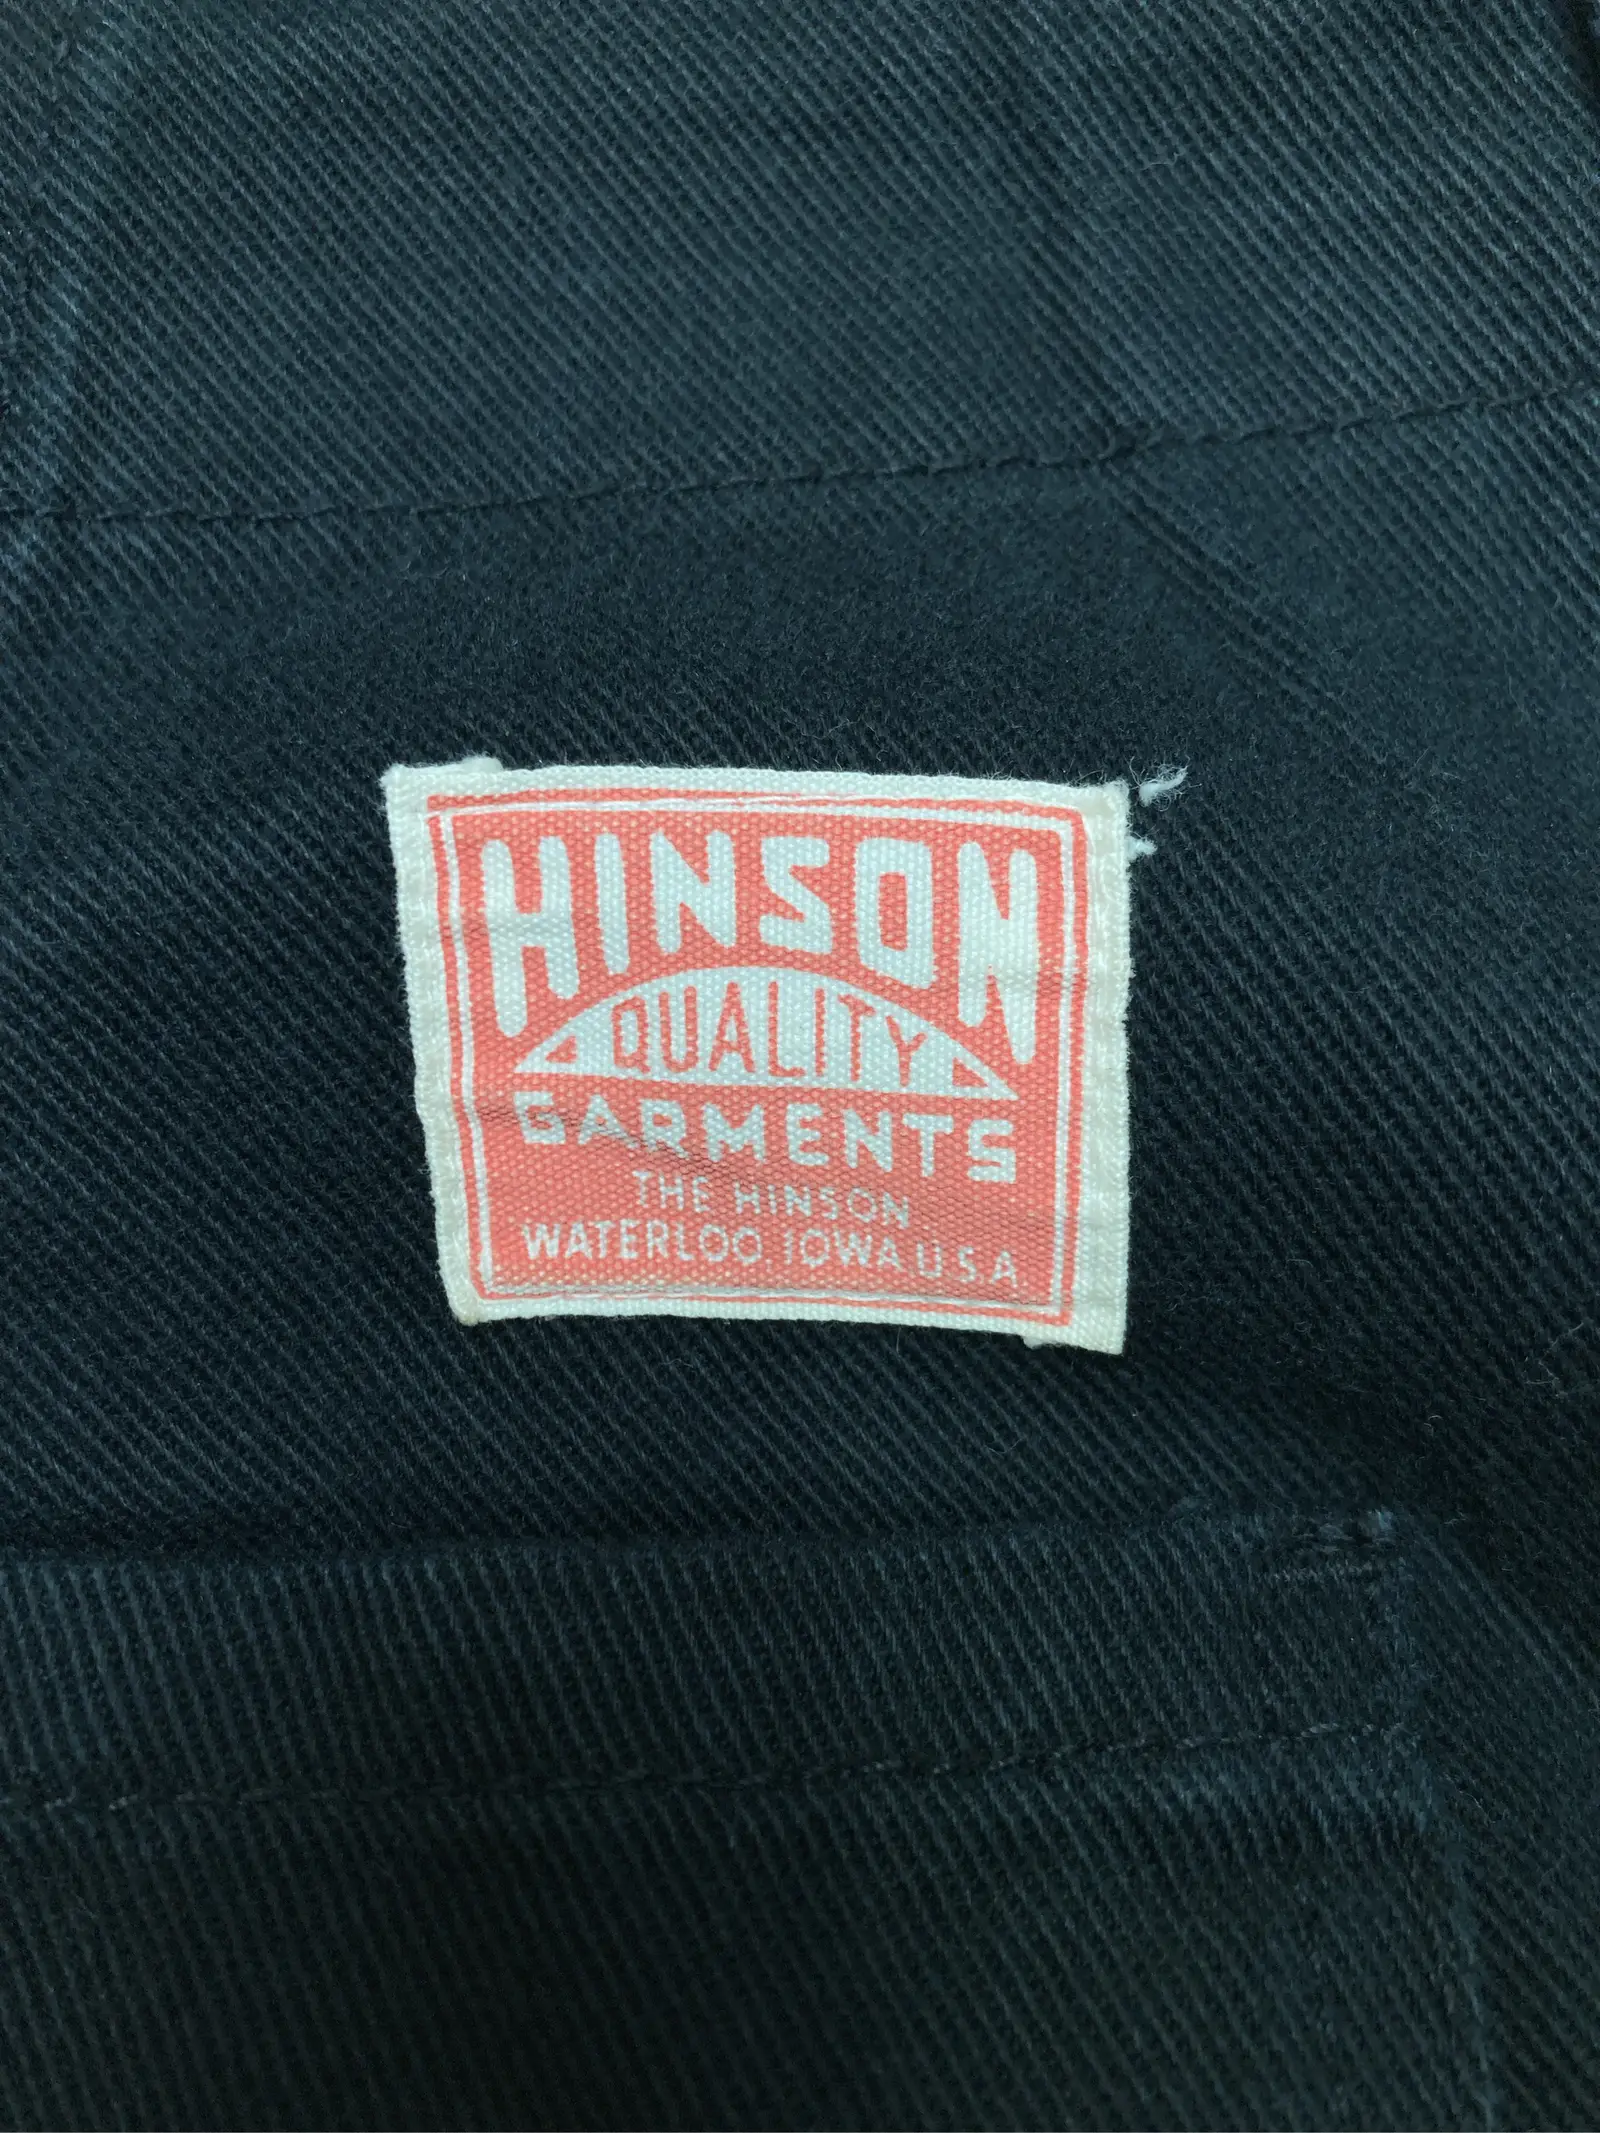 HINSON
QUALITY
GARMENTS
THE HINSON
WATERLOO, IOWA U.S.A.